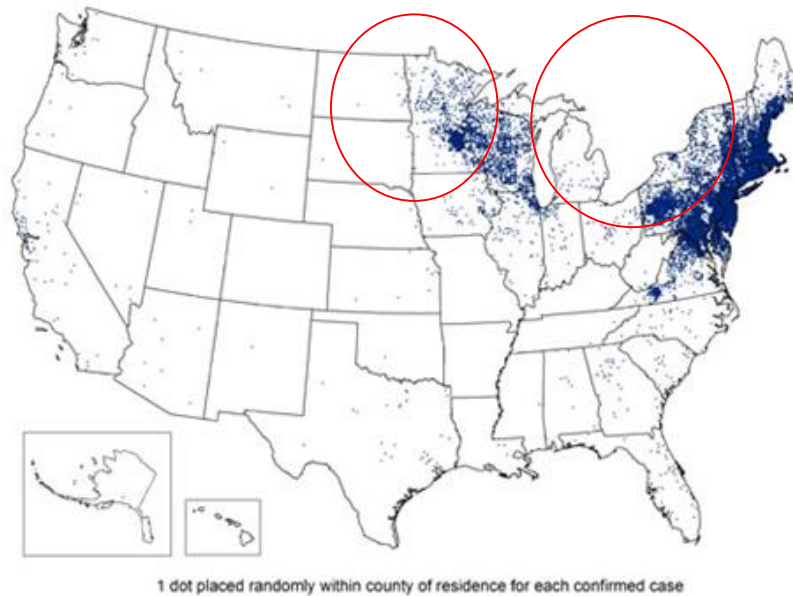 1 dot placed randomly within county of residence for each confirmed case